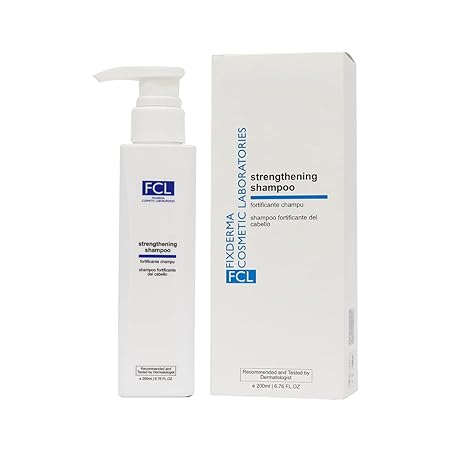 FCL
FIXDERMA
COSMETIC LABORATORIES
strengthening
shampoo
fortificante champu
shampoo fortificante
del cabello
Recommended and
Tested by Dermatologist
e 200ml | 6.76 FL.OZ
FIXDERMA
COSMETIC LABORATORIES
FCL
strengthening
shampoo
fortificante champu
shampoo fortificante del
cabello
Recommended and Tested by
Dermatologist
e 200ml | 6.76 FL.OZ